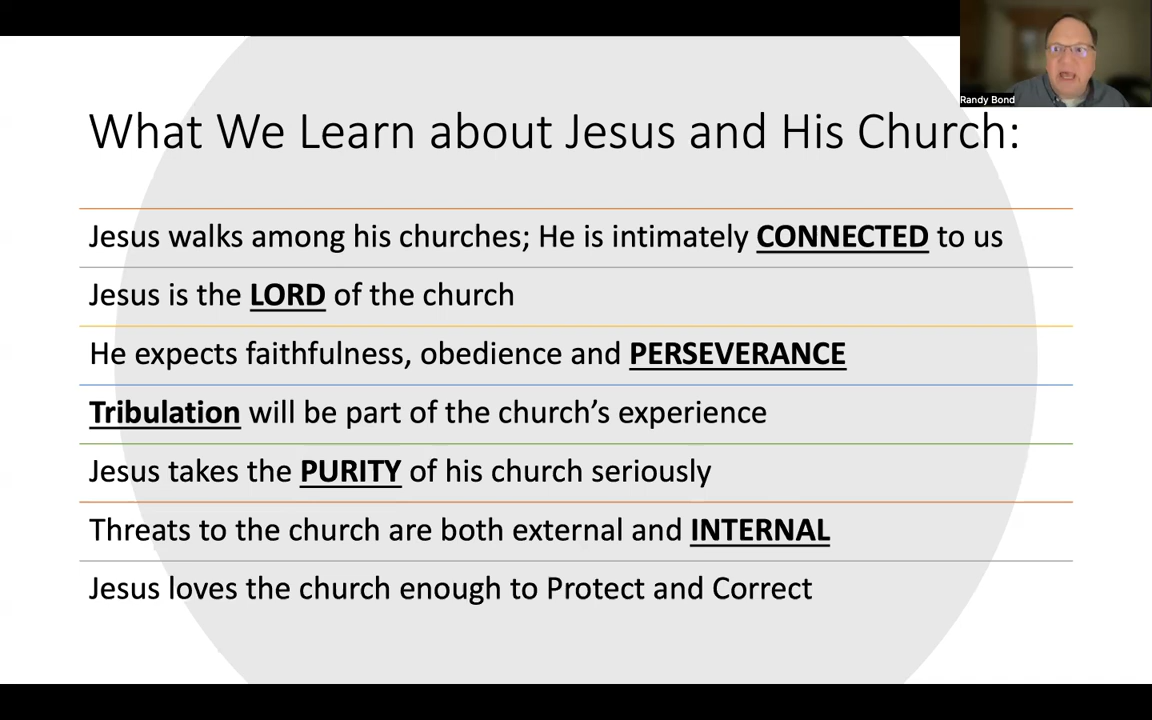 Randy Bond
What We Learn about Jesus and His Church:
Jesus walks among his churches; He is intimately CONNECTED to us
Jesus is the LORD of the church
He expects faithfulness, obedience and PERSEVERANCE
Tribulation will be part of the church’s experience
Jesus takes the PURITY of his church seriously
Threats to the church are both external and INTERNAL
Jesus loves the church enough to Protect and Correct